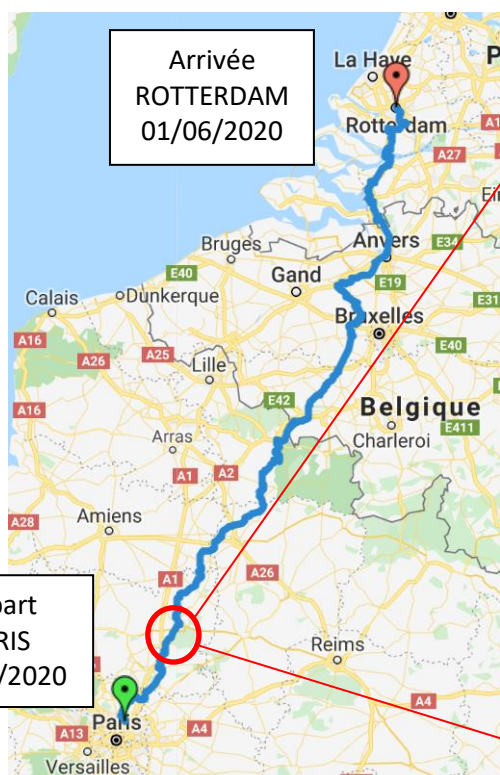 Arrivée
ROTTERDAM
01/06/2020
La Haye
Rotterdam
A27
Anvers
E34
Bruges
E40
Gand
E19
E31
Calais
Dunkerque
Bruxelles
A16
A25
E40
A26
Lille
E42
Belgique
A16
E411
Charleroi
Arras
A1
A2
A28
Amiens
A1
A26
part
RIS
/2020
Reims
A4
Paris
A13
A4
Versailles